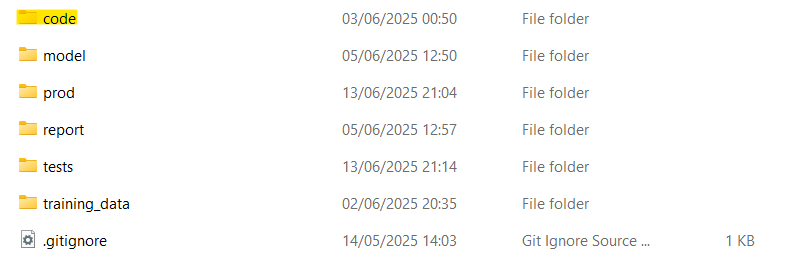 code 03/06/2025 00:50 File folder
model 05/06/2025 12:50 File folder
prod 13/06/2025 21:04 File folder
report 05/06/2025 12:57 File folder
tests 13/06/2025 21:14 File folder
training_data 02/06/2025 20:35 File folder
.gitignore 14/05/2025 14:03 Git Ignore Source ... 1 KB